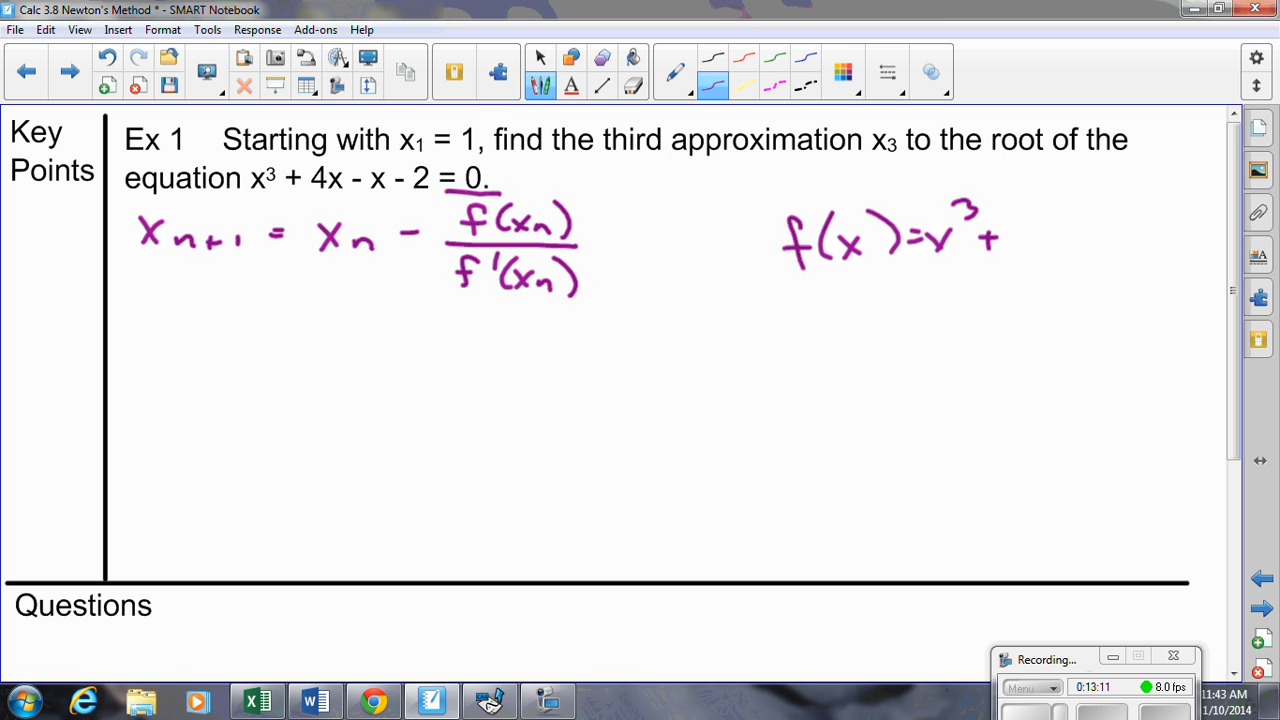 Calc 3.8 Newton's Method * - SMART Notebook
File Edit View Insert Format Tools Response Add-ons Help
Key
Points
Ex 1 Starting with x₁ = 1, find the third approximation x₃ to the root of the
equation x³ + 4x - x - 2 = 0.
xₙ₊₁ = xₙ - f(xₙ) / f'(xₙ)
f(x) = x³ +
Questions
Recording...
Menu
0:13:11 8.0 fps
11:43 AM
1/10/2014